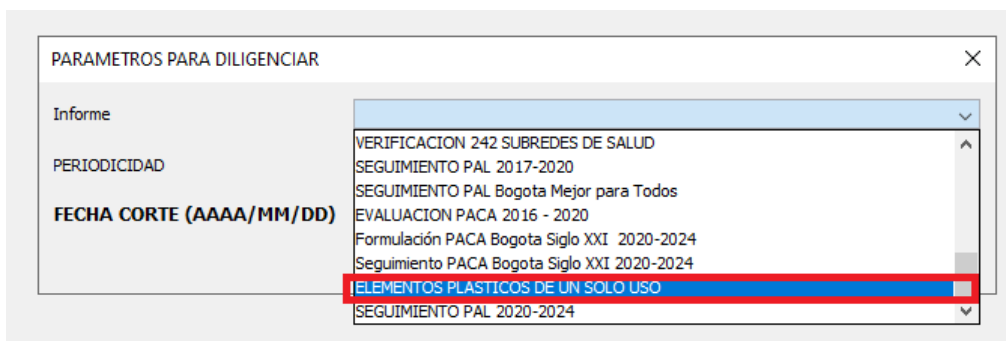 PARAMETROS PARA DILIGENCIAR
Informe
VERIFICACION 242 SUBREDES DE SALUD
PERIODICIDAD
SEGUIMIENTO PAL 2017-2020
SEGUIMIENTO PAL Bogota Mejor para Todos
FECHA CORTE (AAAA/MM/DD)
EVALUACION PACA 2016 - 2020
Formulación PACA Bogota Siglo XXI 2020-2024
Seguimiento PACA Bogota Siglo XXI 2020-2024
ELEMENTOS PLASTICOS DE UN SOLO USO
SEGUIMIENTO PAL 2020-2024